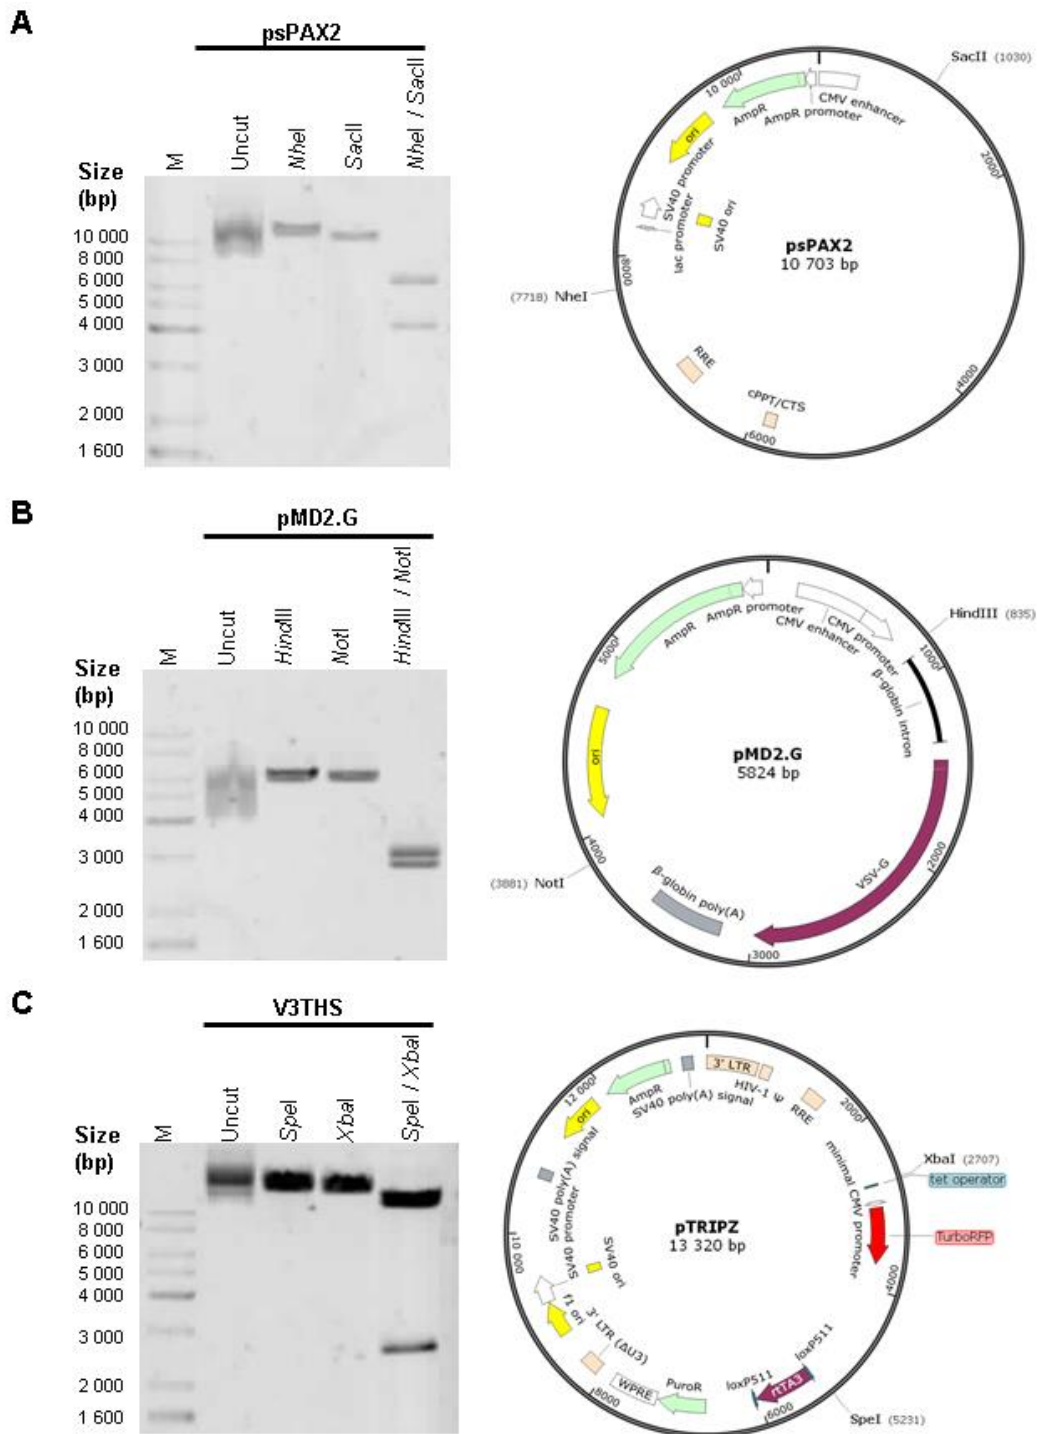 A
psPAX2
M
Uncut
NheI
SacII
NheI / SacII
Size
(bp)
10 000
8 000
6 000
5 000
4 000
3 000
2 000
1 600
SacII (1030)
10 000
AmpR
CMV enhancer
AmpR promoter
ori
2000
SV40 promoter
lac promoter
SV40 ori
psPAX2
10 703 bp
8000
(7718) NheI
RRE
cPPT/CTS
4000
6000
B
pMD2.G
M
Uncut
HindIII
NotI
HindIII / NotI
Size
(bp)
10 000
8 000
6 000
5 000
4 000
3 000
2 000
1 600
HindIII (835)
AmpR promoter
AmpR
CMV promoter
CMV enhancer
5000
1000
β-globin intron
ori
pMD2.G
5824 bp
4000
2000
VSV-G
(3881) NotI
β-globin poly(A)
3000
C
V3THS
M
Uncut
SpeI
XbaI
SpeI / XbaI
Size
(bp)
10 000
8 000
6 000
5 000
4 000
3 000
2 000
1 600
3' LTR
HIV-1 Ψ
12 000
AmpR
SV40 poly(A) signal
RRE
2000
ori
XbaI (2707)
tet operator
minimal CMV promoter
SV40 poly(A) signal
SV40 promoter
pTRIPZ
13 320 bp
TurboRFP
10 000
SV40 ori
4000
f1 ori
3' LTR (ΔU3)
loxP511
loxP511
rtTA3
PuroR
WPRE
8000
6000
SpeI (5231)